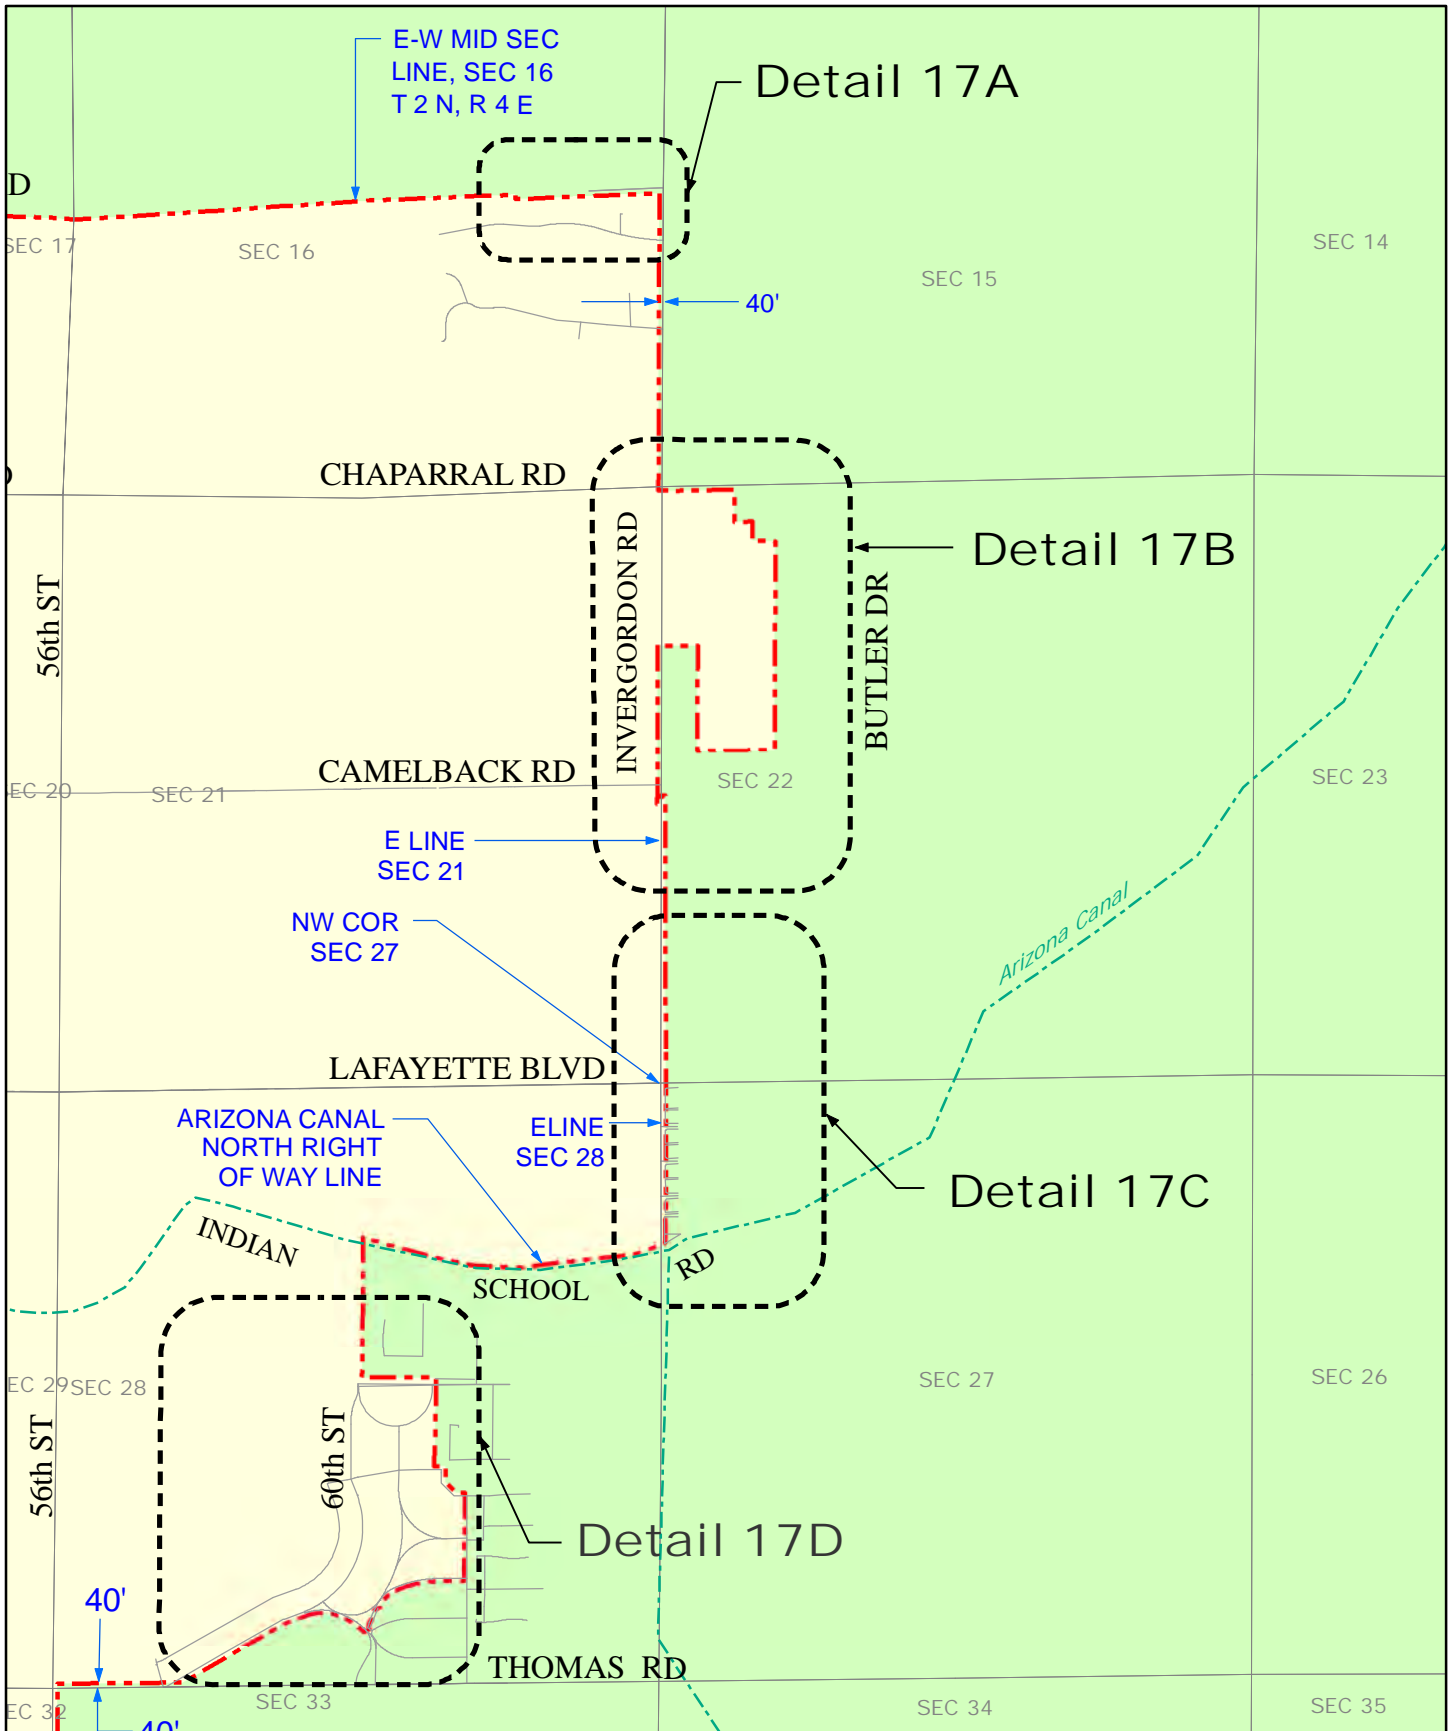 E-W MID SEC
LINE, SEC 16
T 2 N, R 4 E
Detail 17A
D
SEC 17
SEC 16
SEC 15
SEC 14
40'
CHAPARRAL RD
INVERGORDON RD
Detail 17B
56th ST
BUTLER DR
CAMELBACK RD
EC 20
SEC 21
SEC 22
SEC 23
E LINE
SEC 21
NW COR
SEC 27
Arizona Canal
LAFAYETTE BLVD
ARIZONA CANAL
NORTH RIGHT
OF WAY LINE
ELINE
SEC 28
Detail 17C
INDIAN
SCHOOL
RD
EC 29
SEC 28
SEC 27
SEC 26
56th ST
60th ST
Detail 17D
40'
THOMAS RD
EC 32
SEC 33
SEC 34
SEC 35
40'